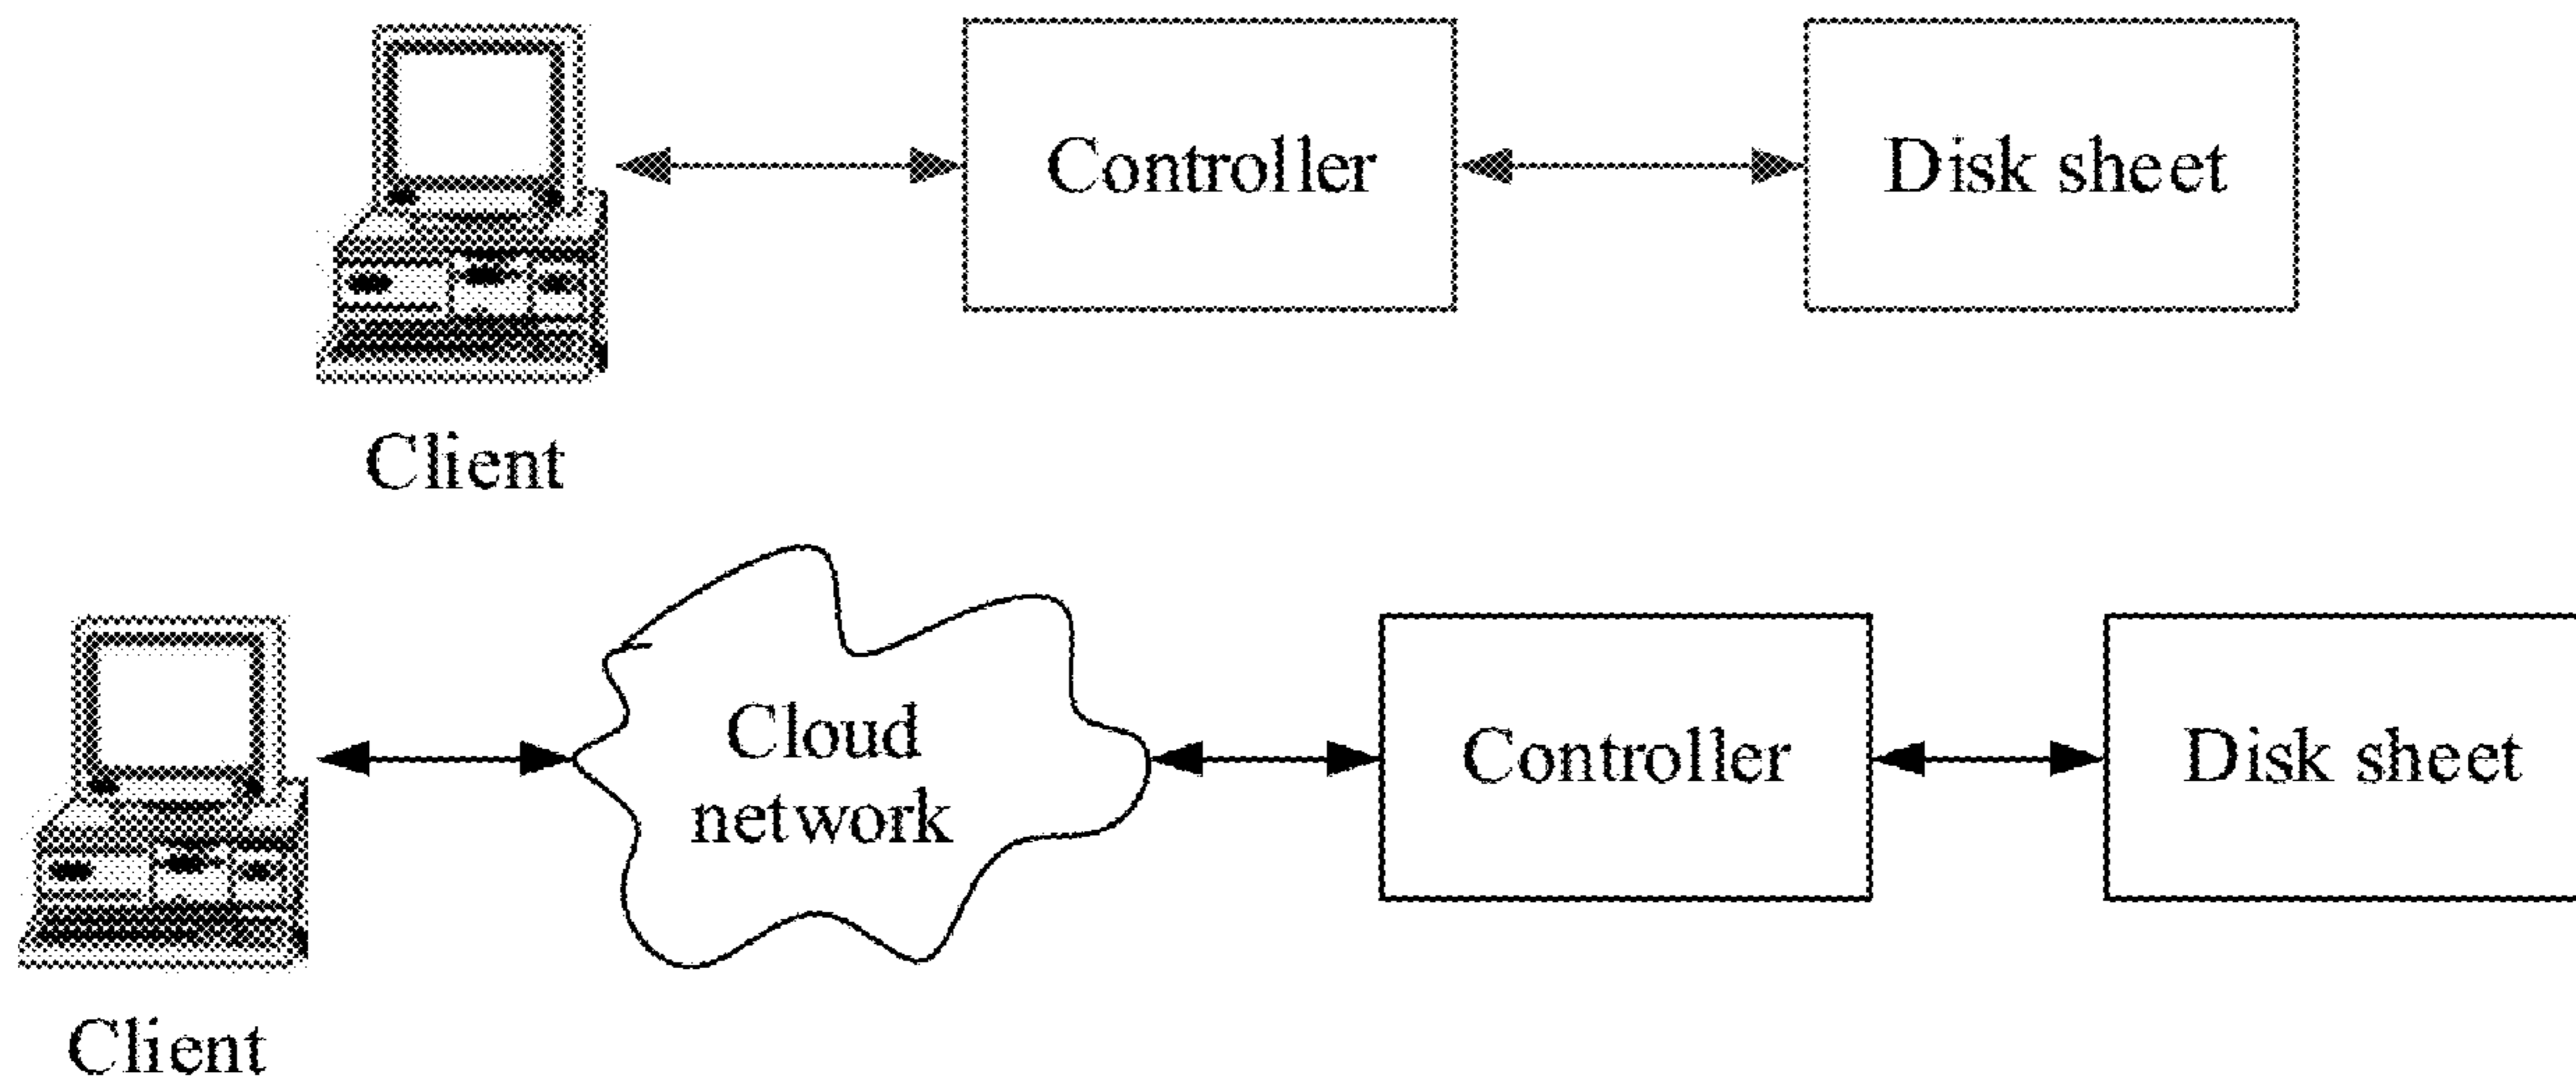 Controller
Disk sheet
Client
Cloud
network
Controller
Disk sheet
Client